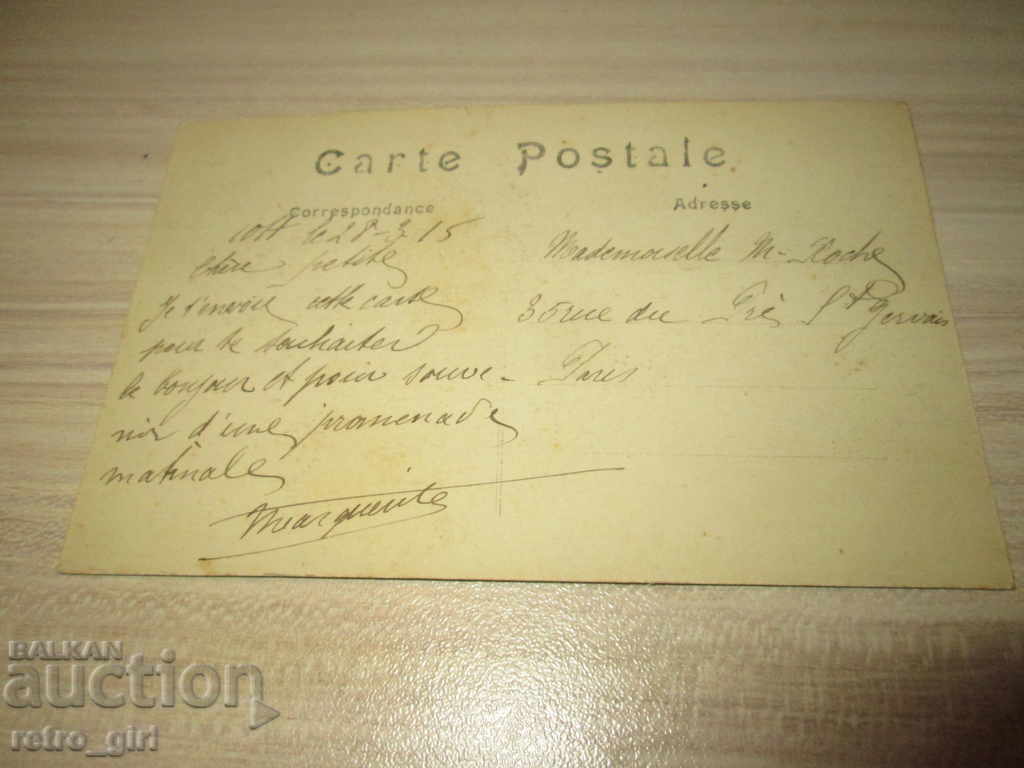 Carte Postale
Correspondance
le 28-3 15
Chère petite
Je t'envoie cette carte
pour te souhaiter
le bonjour et pour souve-
nir d'une promenade
matinale
Marguerite
Adresse
Mademoiselle M- Roche
35 rue du Pré St Gervais
Paris
BALKAN
auction
retro_girl